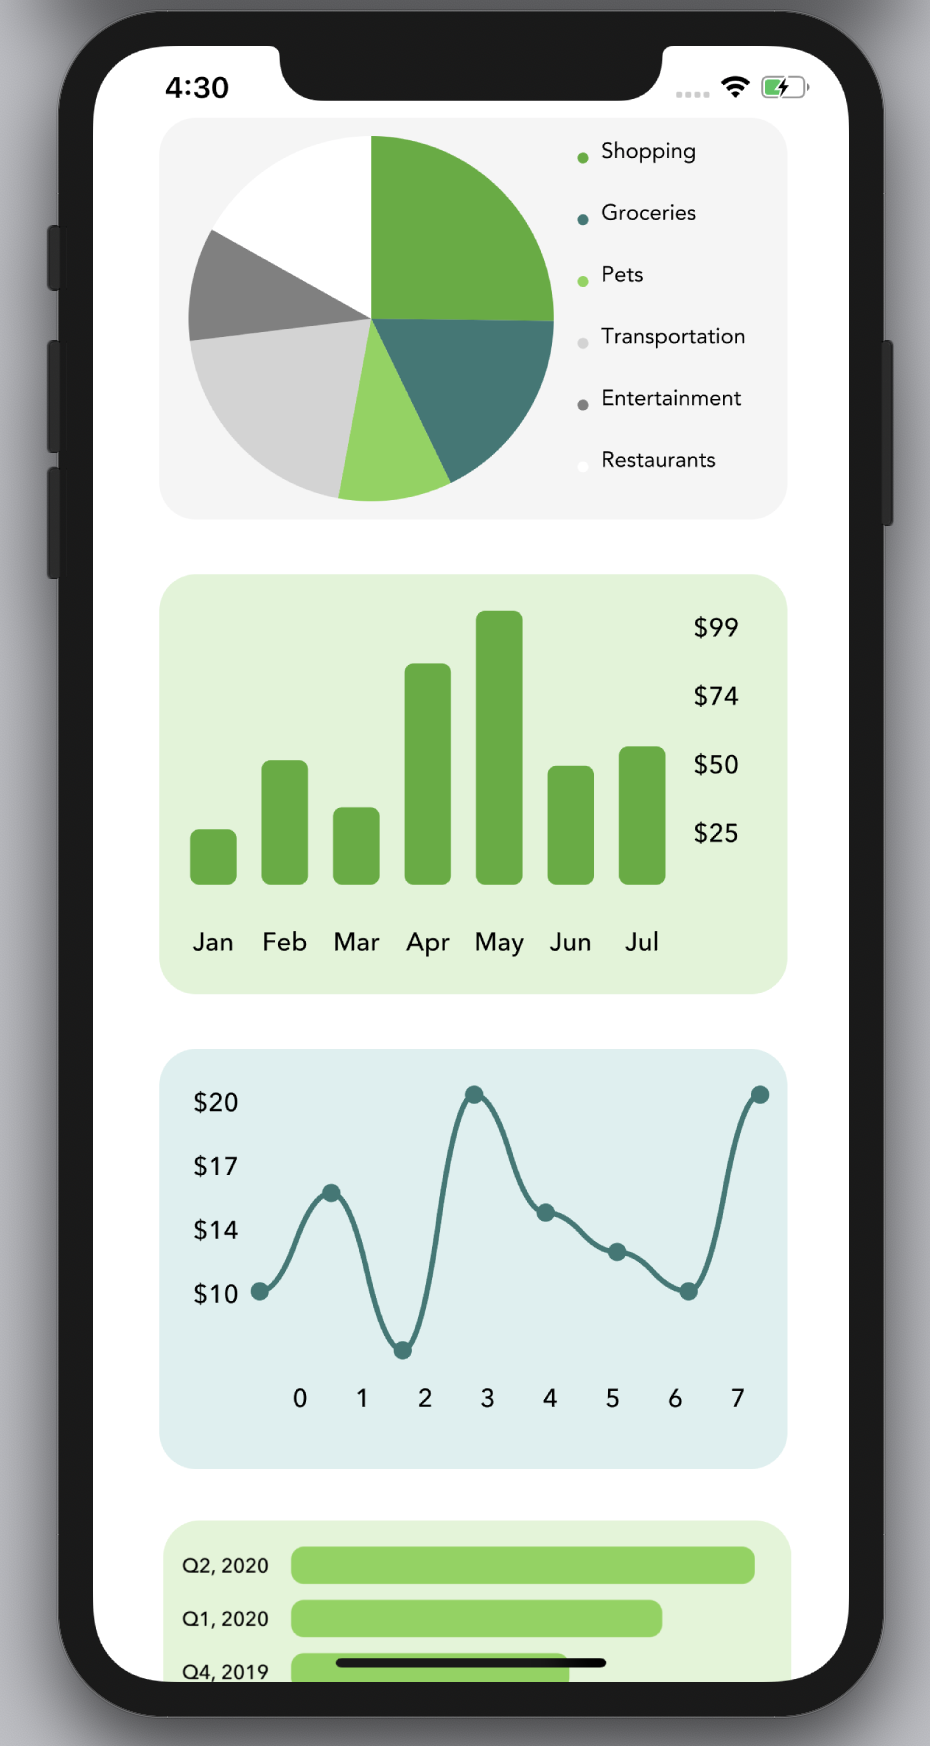 4:30
Shopping
Groceries
Pets
Transportation
Entertainment
Restaurants
$99
$74
$50
$25
Jan Feb Mar Apr May Jun Jul
$20
$17
$14
$10
0 1 2 3 4 5 6 7
Q2, 2020
Q1, 2020
Q4, 2019